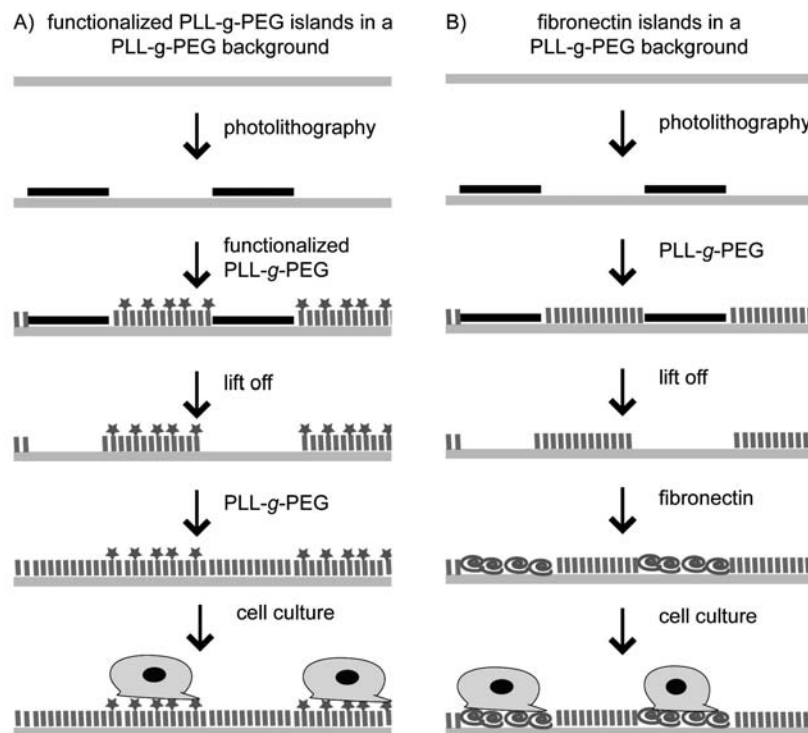 A) functionalized PLL-g-PEG islands in a
PLL-g-PEG background
photolithography
functionalized
PLL-g-PEG
lift off
PLL-g-PEG
cell culture
B) fibronectin islands in a
PLL-g-PEG background
photolithography
PLL-g-PEG
lift off
fibronectin
cell culture